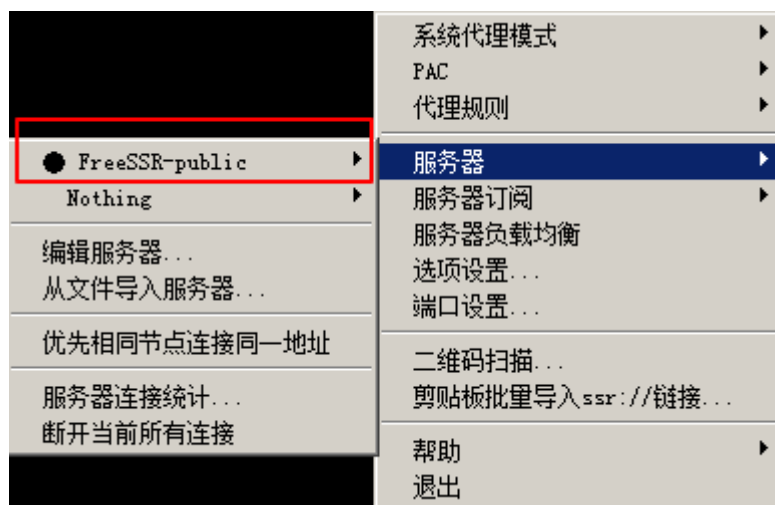 系统代理模式
PAC
代理规则
服务器
服务器订阅
服务器负载均衡
选项设置...
端口设置...
二维码扫描...
剪贴板批量导入ssr://链接...
帮助
退出
FreeSSR-public
Nothing
编辑服务器...
从文件导入服务器...
优先相同节点连接同一地址
服务器连接统计...
断开当前所有连接